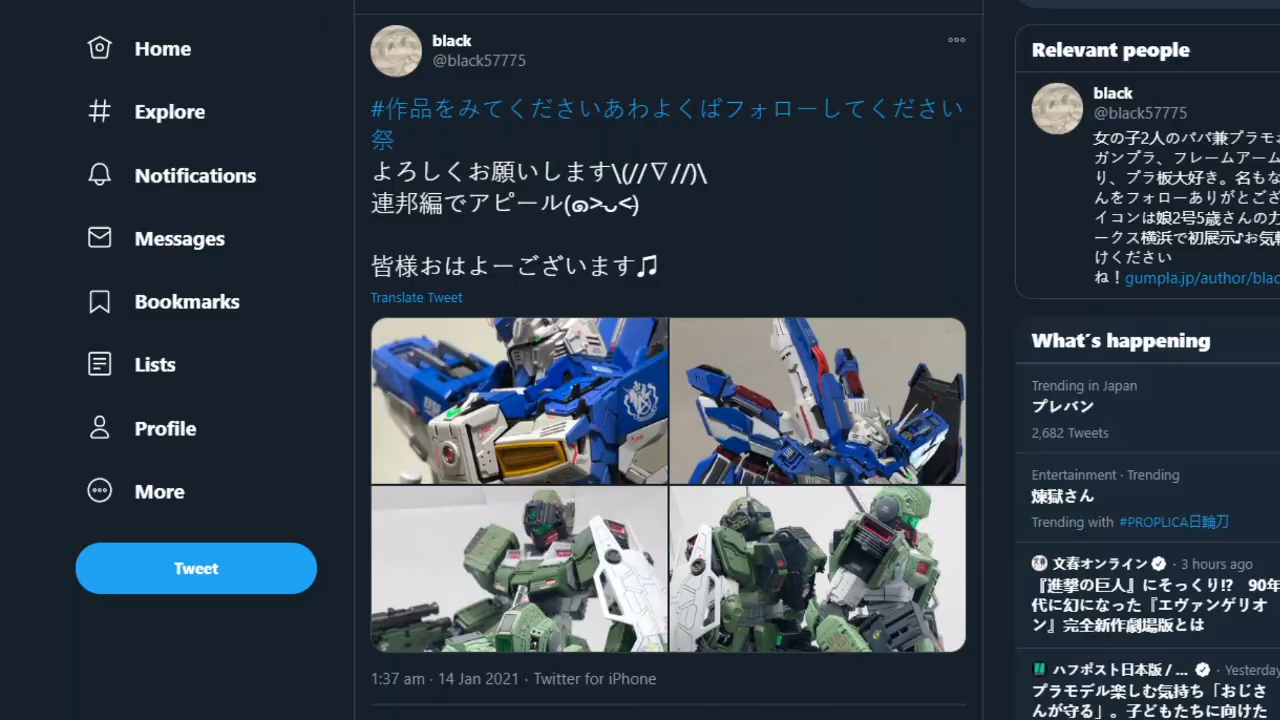 Home
Explore
Notifications
Messages
Bookmarks
Lists
Profile
More
Tweet
black
@black57775
#作品をみてくださいあわよくばフォローしてください
祭
よろしくお願いします\(//▽//)\
連邦編でアピール(๑>ᴗ<)
皆様おはよーございます♫
Translate Tweet
1:37 am · 14 Jan 2021 · Twitter for iPhone
Relevant people
black
@black57775
女の子2人のパパ兼プラモ
ガンプラ、フレームアーム
り、プラ板大好き。名もな
んをフォローありがとござ
イコンは娘2号5歳さんの力
ークス横浜で初展示♪お気
けください
ね！gumpla.jp/author/blac
What's happening
Trending in Japan
プレバン
2,682 Tweets
Entertainment · Trending
煉獄さん
Trending with #PROPLICA日輪刀
文春オンライン · 3 hours ago
『進撃の巨人』にそっくり!? 90年
代に幻になった『エヴァンゲリオ
ン』完全新作劇場版とは
ハフポスト日本版 / ... · Yesterday
プラモデル楽しむ気持ち「おじさ
んが守る」。子どもたちに向けた